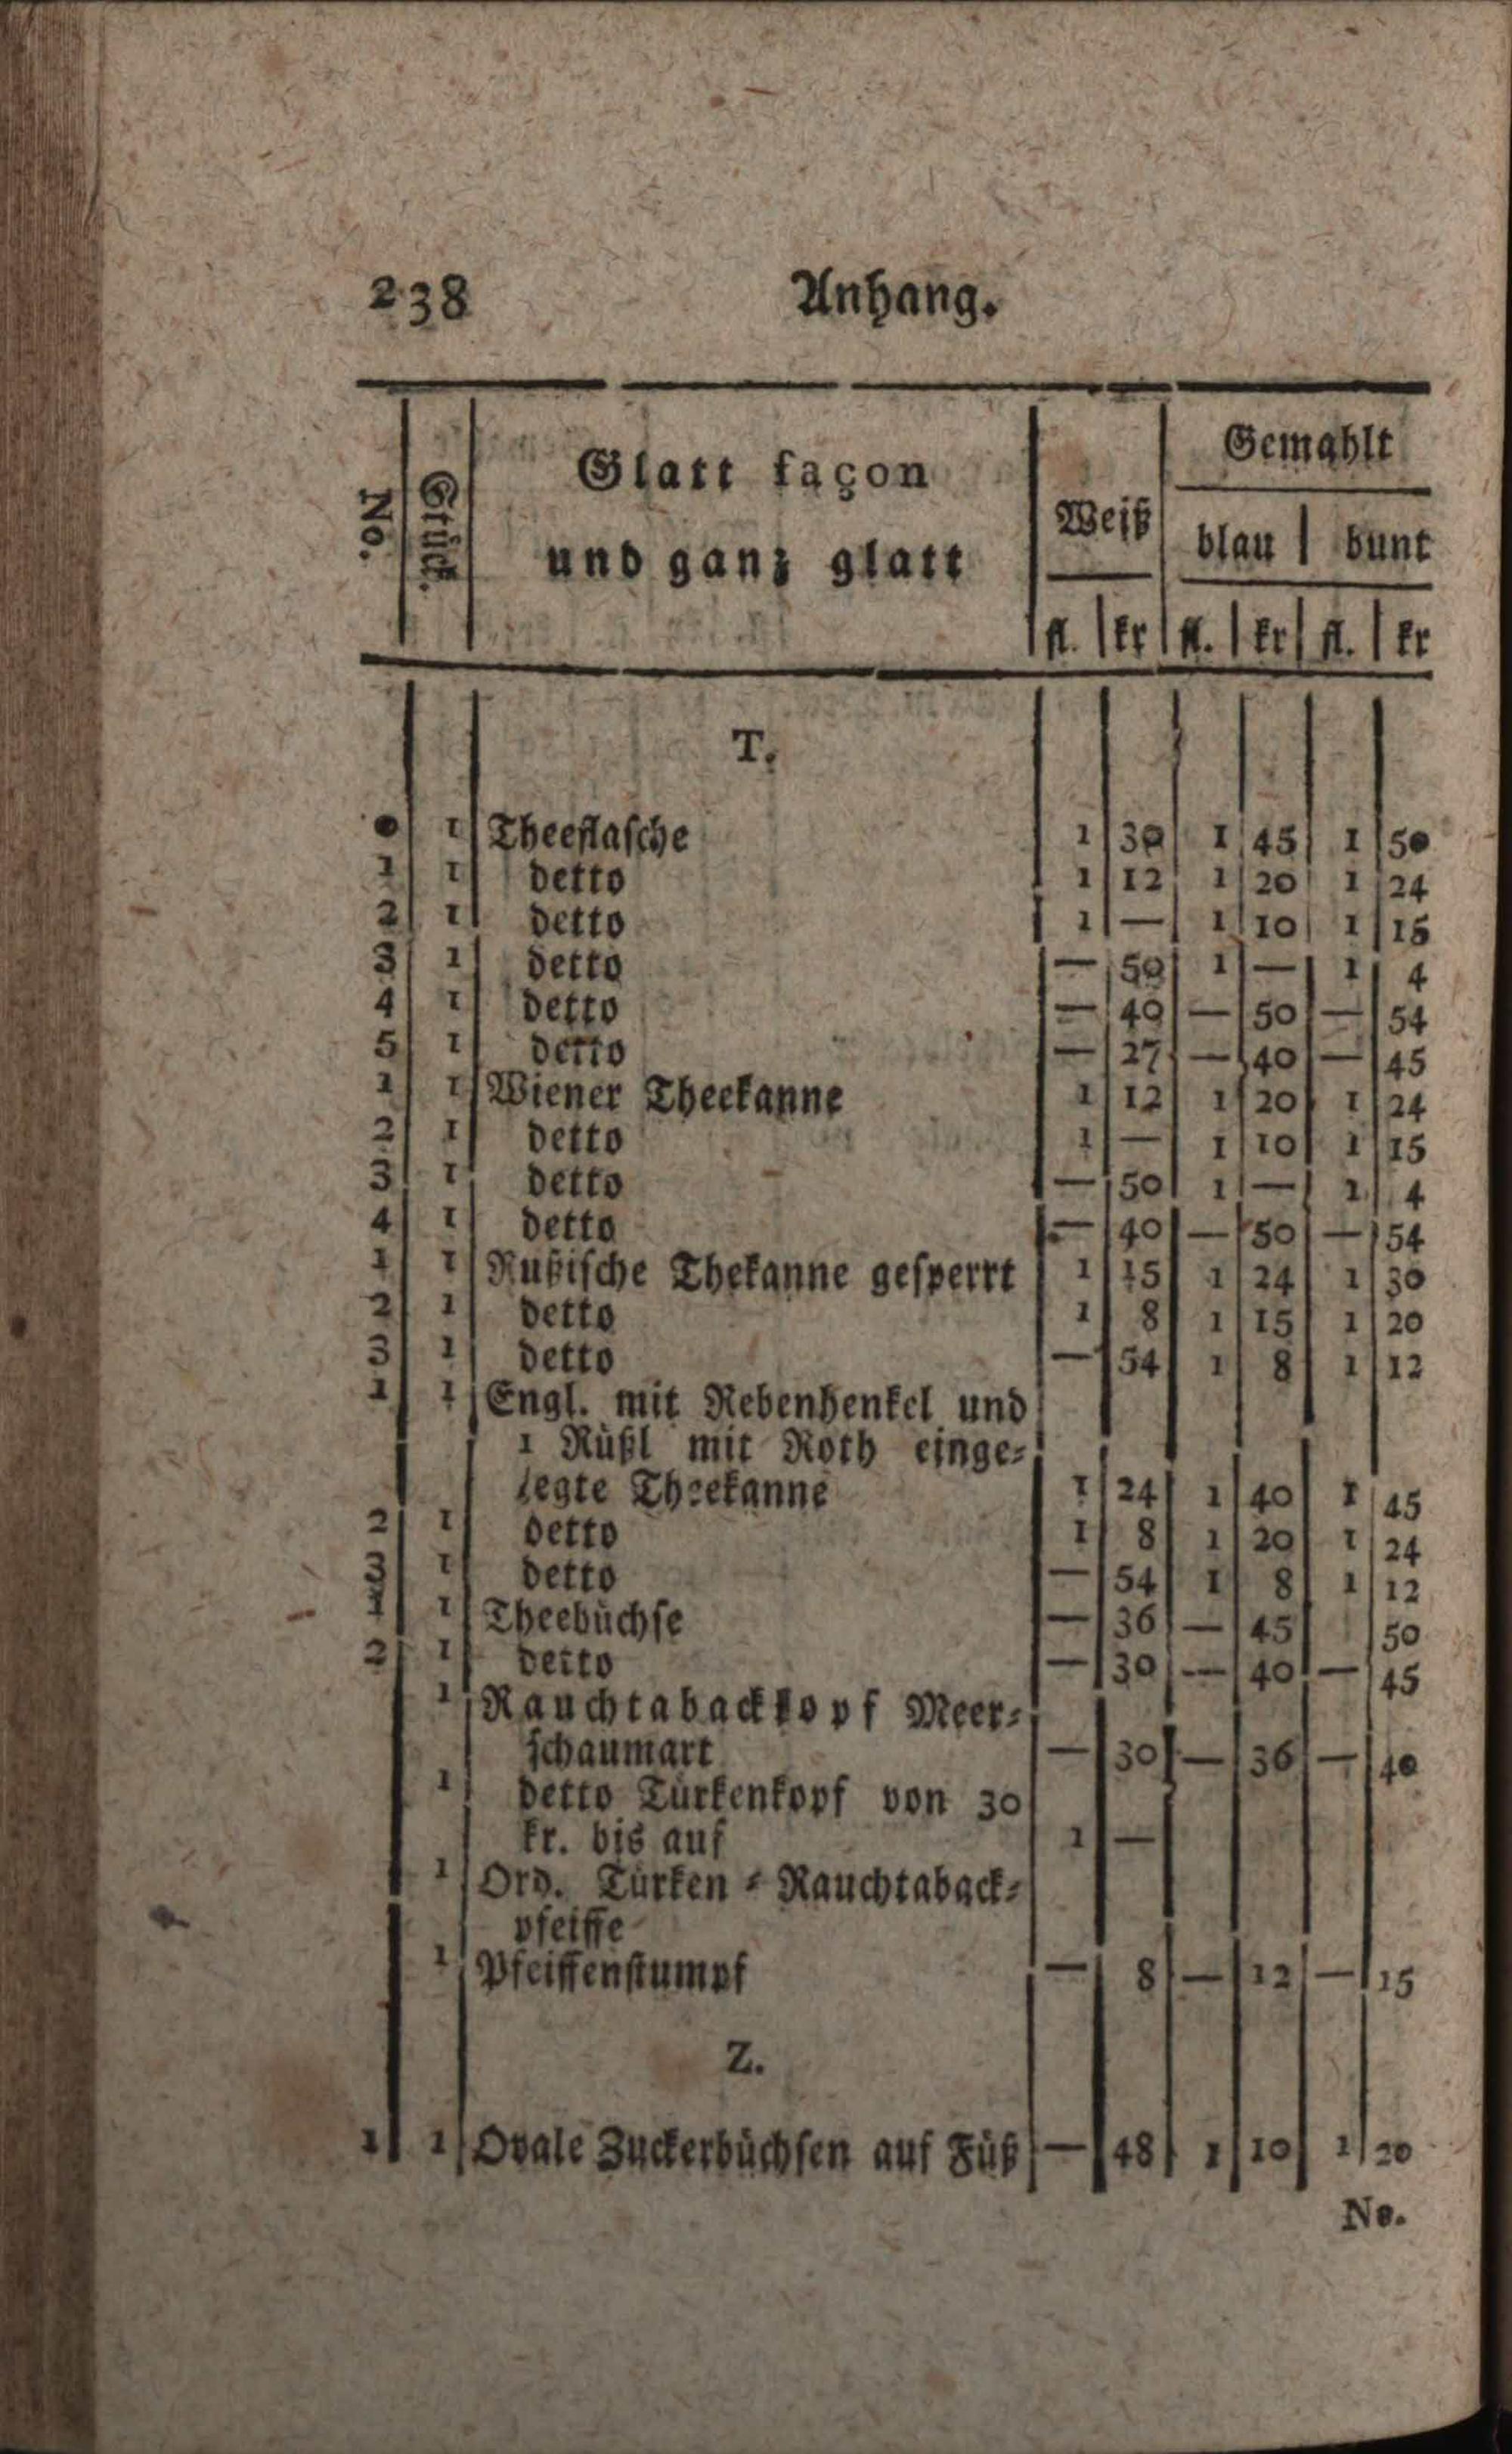 238 Anhang.
No. Stück. Glatt façon und ganz glatt Weiß Gemahlt
blau | bunt
fl. | kr | fl. | kr | fl. | kr
T.
0 1 Theeflasche 1 30 1 45 1 50
1 1 detto 1 12 1 20 1 24
2 1 detto 1 — 1 10 1 15
3 1 detto — 50 1 — 1 4
4 1 detto — 40 — 50 — 54
5 1 detto — 27 — 40 — 45
1 1 Wiener Theekanne 1 12 1 20 1 24
2 1 detto 1 — 1 10 1 15
3 1 detto — 50 1 — 1 4
4 1 detto — 40 — 50 — 54
1 1 Rußische Thekanne gesperrt 1 15 1 24 1 30
2 1 detto 1 8 1 15 1 20
3 1 detto — 54 1 8 1 12
1 1 Engl. mit Rebenhenkel und
1 Rüßl mit Roth einge-
legte Theekanne 1 24 1 40 1 45
2 1 detto 1 8 1 20 1 24
3 1 detto — 54 1 8 1 12
1 1 Theebüchse — 36 — 45 50
2 1 detto — 30 — 40 — 45
1 Rauchtabackkopf Meer-
schaumart — 30 — 36 — 40
1 detto Türkenkopf von 30
kr. bis auf 1 —
1 Ord. Türken - Rauchtaback-
pfeiffe
1 Pfeiffenstumpf — 8 — 12 — 15
Z.
1 1 Ovale Zuckerbüchsen auf Füß — 48 1 10 1 20
No.